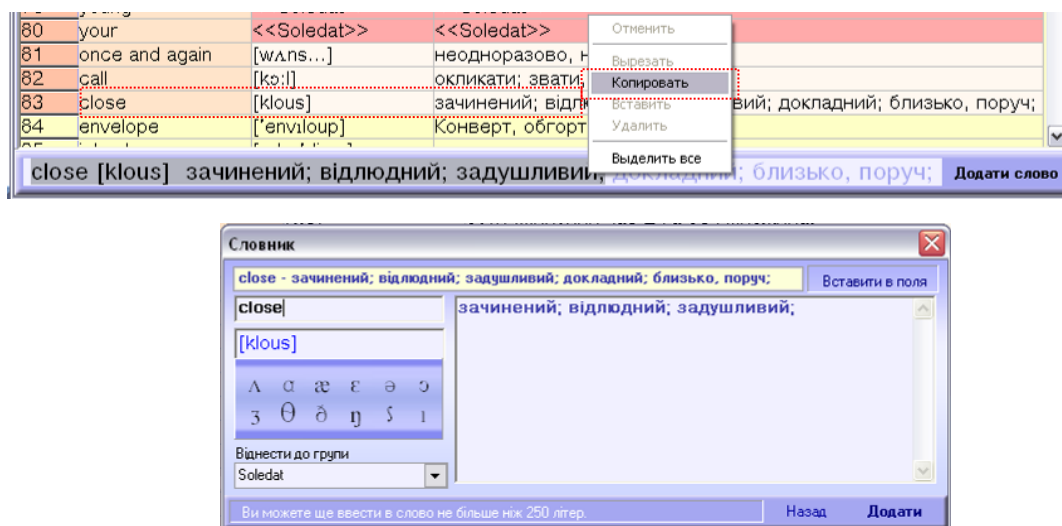 80 your <<Soledat>> <<Soledat>>
81 once and again [wʌns...] неодноразово, н
82 call [kɔ:l] окликати; звати;
83 close [klous] зачинений; відл вий; докладний; близько, поруч;
84 envelope ['envıloup] Конверт, обгорт
Отменить
Вырезать
Копировать
Вставить
Удалить
Выделить все
close [klous] зачинений; відлюдний; задушливий; докладний; близько, поруч; Додати слово
Словник
close - зачинений; відлюдний; задушливий; докладний; близько, поруч; Вставити в поля
close зачинений; відлюдний; задушливий;
[klous]
ʌ ɑ æ ε ə ɔ
ʒ θ ð ŋ ʃ ı
Віднести до групи
Soledat
Ви можете ще ввести в слово не більше ніж 250 літер. Назад Додати